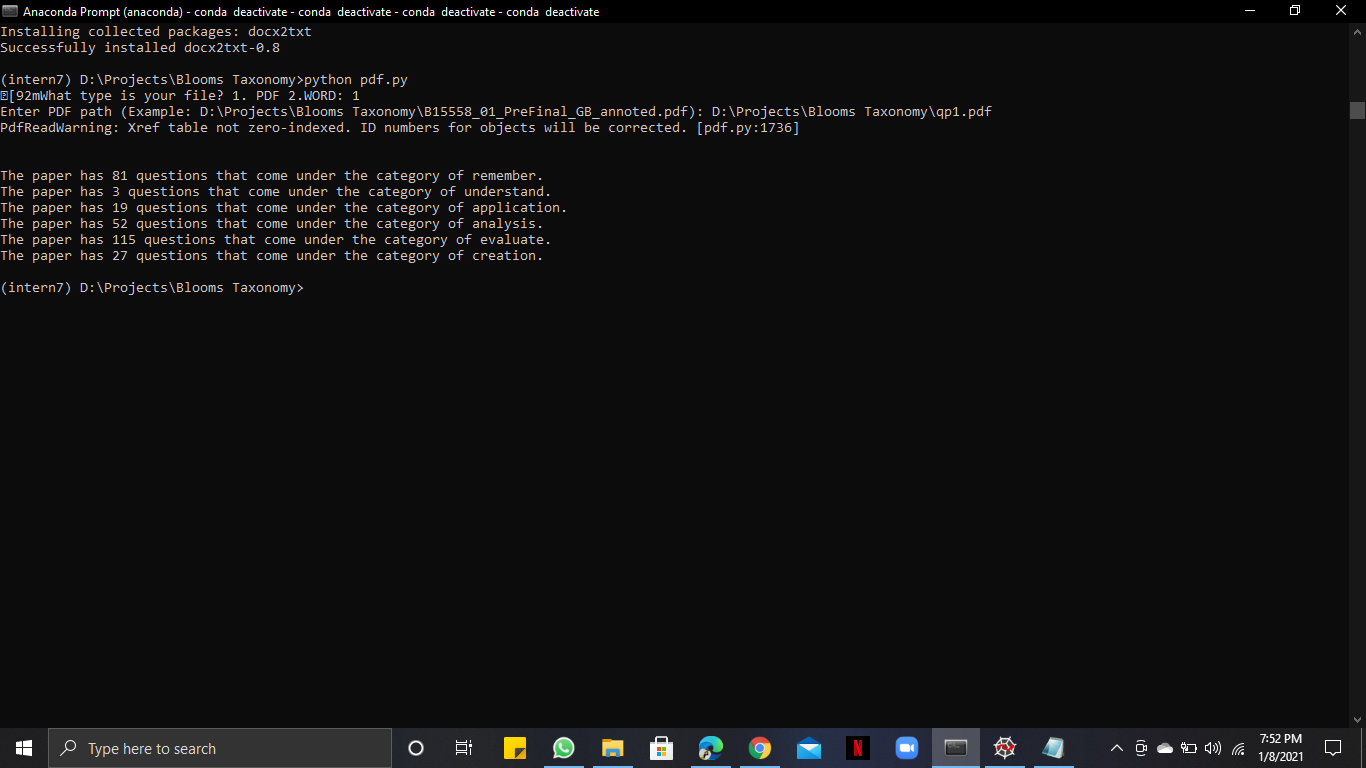 Anaconda Prompt (anaconda) - conda deactivate - conda deactivate - conda deactivate - conda deactivate
Installing collected packages: docx2txt
Successfully installed docx2txt-0.8
(intern7) D:\Projects\Blooms Taxonomy>python pdf.py
[92mWhat type is your file? 1. PDF 2.WORD: 1
Enter PDF path (Example: D:\Projects\Blooms Taxonomy\B15558_01_PreFinal_GB_annoted.pdf): D:\Projects\Blooms Taxonomy\qp1.pdf
PdfReadWarning: Xref table not zero-indexed. ID numbers for objects will be corrected. [pdf.py:1736]
The paper has 81 questions that come under the category of remember.
The paper has 3 questions that come under the category of understand.
The paper has 19 questions that come under the category of application.
The paper has 52 questions that come under the category of analysis.
The paper has 115 questions that come under the category of evaluate.
The paper has 27 questions that come under the category of creation.
(intern7) D:\Projects\Blooms Taxonomy>
Type here to search
N
7:52 PM
1/8/2021